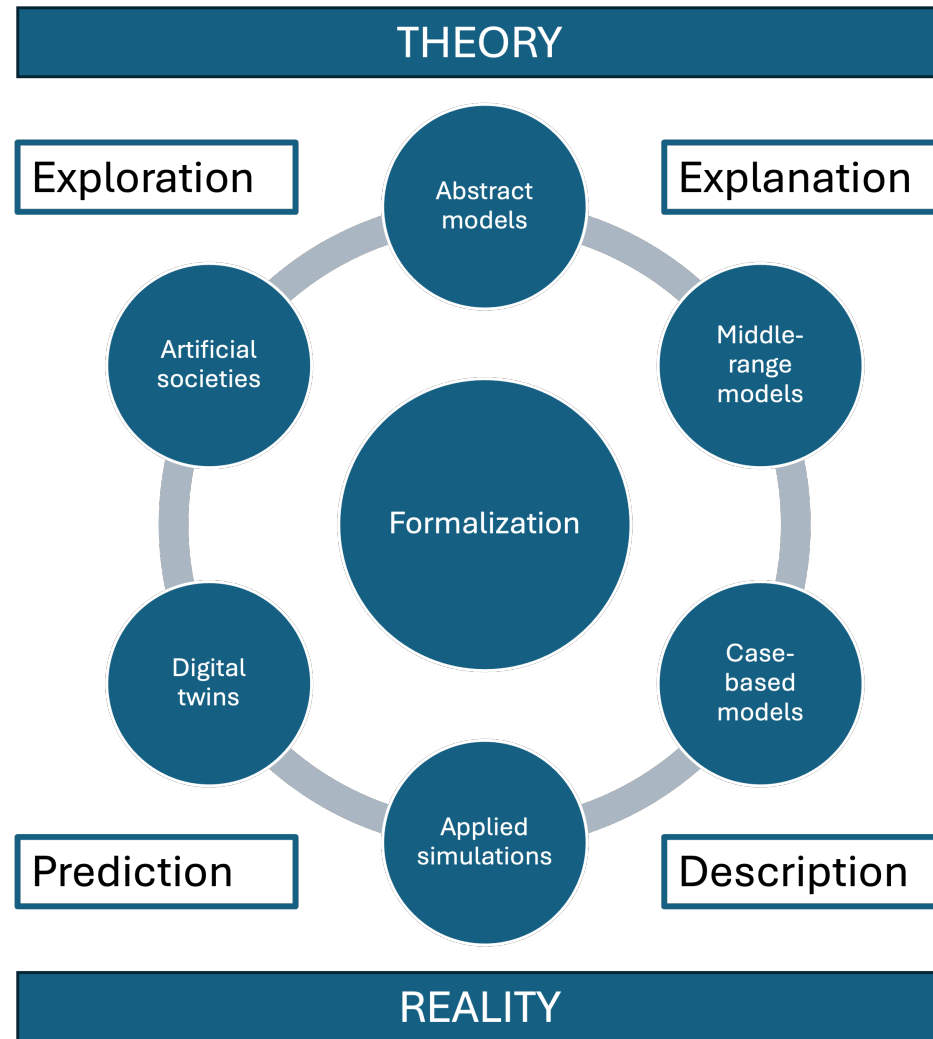 THEORY
Exploration
Explanation
Abstract
models
Artificial
societies
Middle-
range
models
Formalization
Digital
twins
Case-
based
models
Applied
simulations
Prediction
Description
REALITY